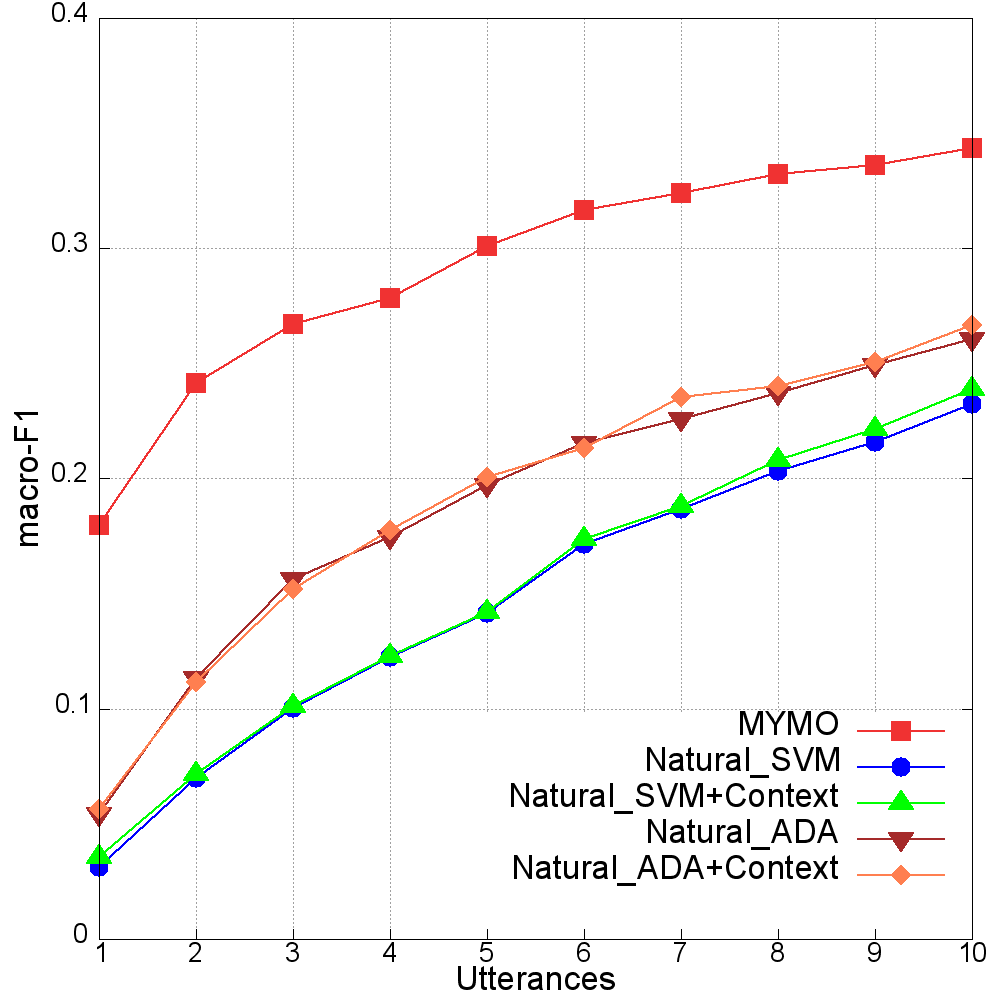 0.4
0.3
0.2
0.1
0
macro-F1
MYMO
Natural_SVM
Natural_SVM+Context
Natural_ADA
Natural_ADA+Context
1 2 3 4 5 6 7 8 9 10
Utterances